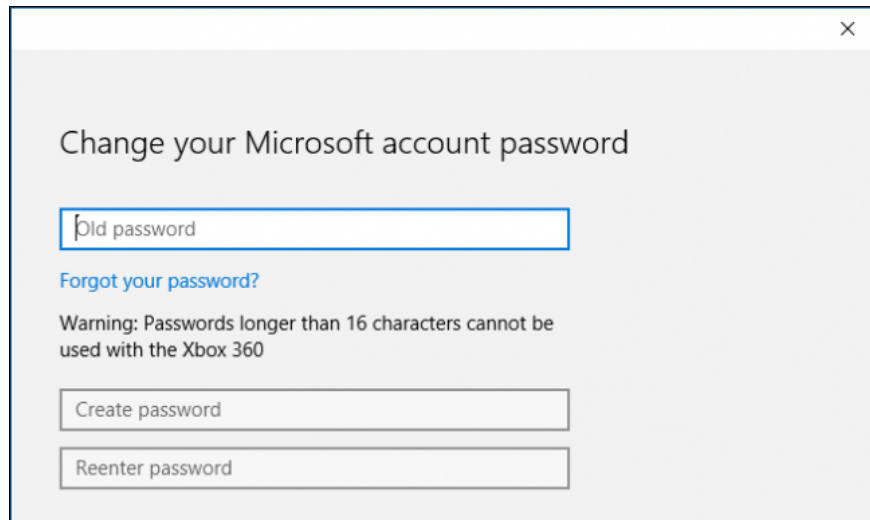 Change your Microsoft account password
Old password
Forgot your password?
Warning: Passwords longer than 16 characters cannot be
used with the Xbox 360
Create password
Reenter password